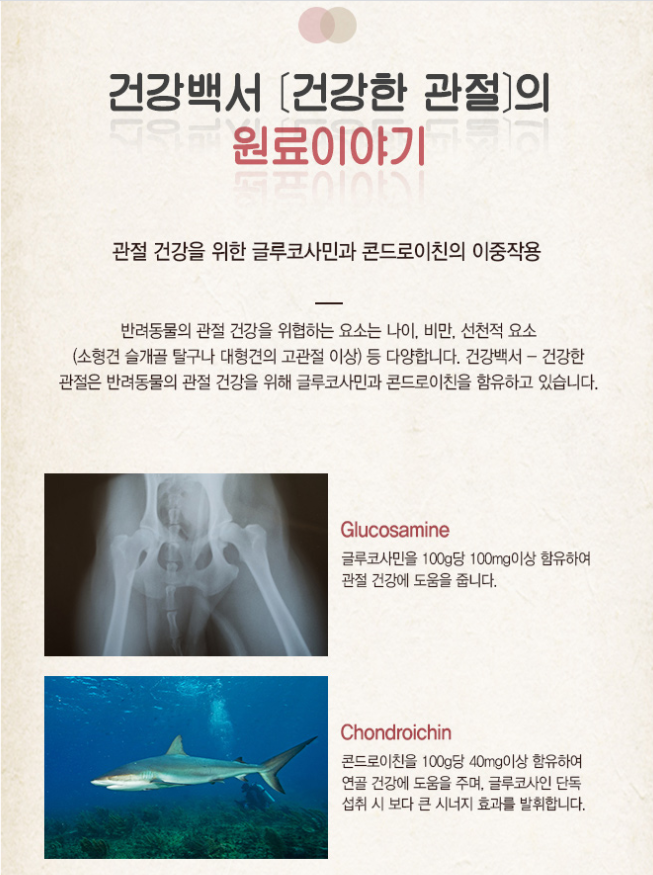 건강백서 [건강한 관절]의
원료이야기
관절 건강을 위한 글루코사민과 콘드로이친의 이중작용
반려동물의 관절 건강을 위협하는 요소는 나이, 비만, 선천적 요소
(소형견 슬개골 탈구나 대형견의 고관절 이상) 등 다양합니다. 건강백서 – 건강한
관절은 반려동물의 관절 건강을 위해 글루코사민과 콘드로이친을 함유하고 있습니다.
Glucosamine
글루코사민을 100g당 100mg이상 함유하여
관절 건강에 도움을 줍니다.
Chondroichin
콘드로이친을 100g당 40mg이상 함유하여
연골 건강에 도움을 주며, 글루코사인 단독
섭취 시 보다 큰 시너지 효과를 발휘합니다.